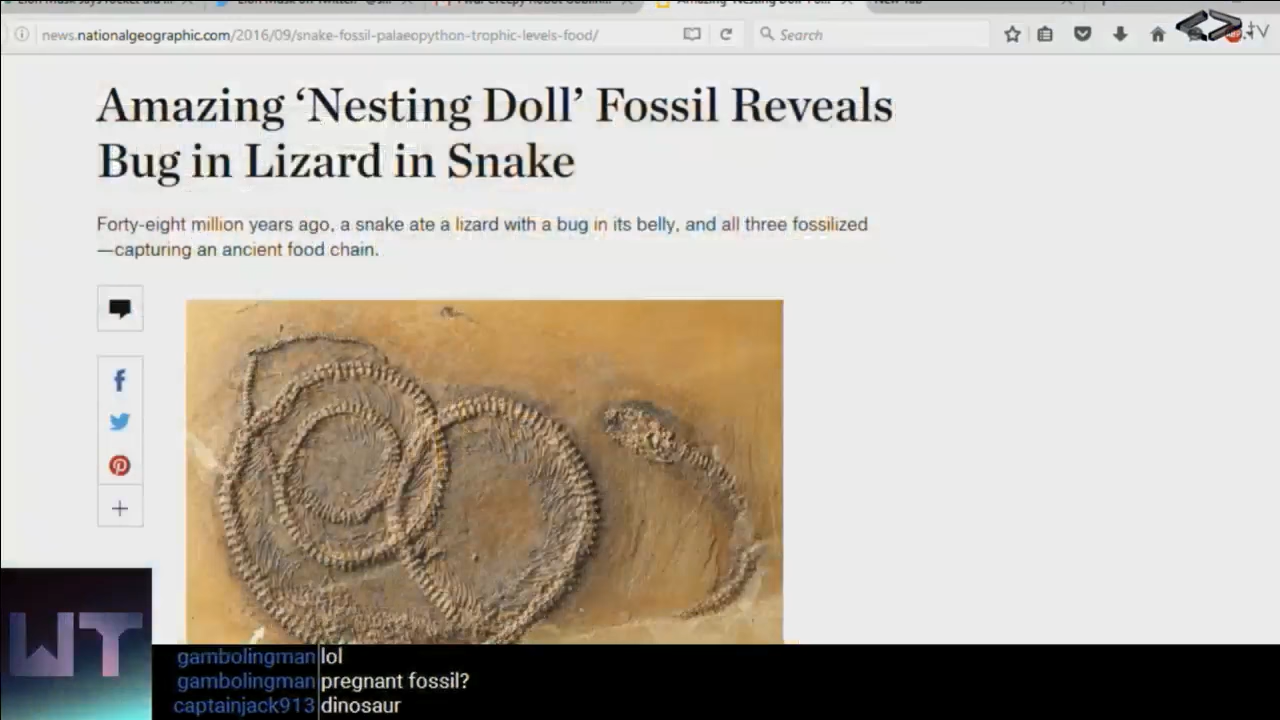 news.nationalgeographic.com/2016/09/snake-fossil-palaeopython-trophic-levels-food/
Search
.TV
Amazing ‘Nesting Doll’ Fossil Reveals
Bug in Lizard in Snake
Forty-eight million years ago, a snake ate a lizard with a bug in its belly, and all three fossilized
—capturing an ancient food chain.
WT
gambolingman lol
gambolingman pregnant fossil?
captainjack913 dinosaur